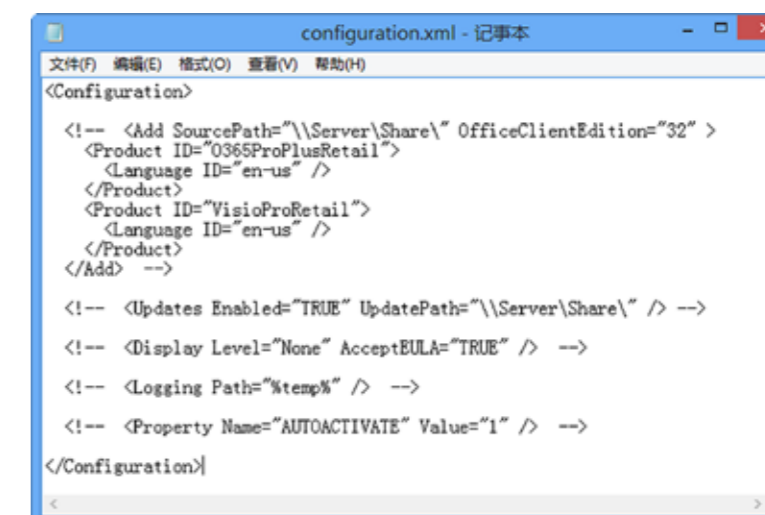 configuration.xml - 记事本
文件(F) 编辑(E) 格式(O) 查看(V) 帮助(H)
<Configuration>
<!-- <Add SourcePath="\\Server\Share\" OfficeClientEdition="32" >
<Product ID="O365ProPlusRetail">
<Language ID="en-us" />
</Product>
<Product ID="VisioProRetail">
<Language ID="en-us" />
</Product>
</Add> -->
<!-- <Updates Enabled="TRUE" UpdatePath="\\Server\Share\" /> -->
<!-- <Display Level="None" AcceptEULA="TRUE" /> -->
<!-- <Logging Path="%temp%" /> -->
<!-- <Property Name="AUTOACTIVATE" Value="1" /> -->
</Configuration>